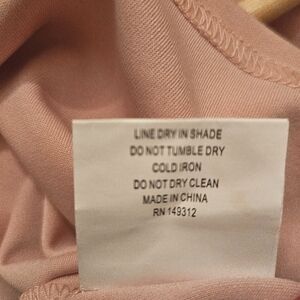 LINE DRY IN SHADE
DO NOT TUMBLE DRY
COLD IRON
DO NOT DRY CLEAN
MADE IN CHINA
RN 149312